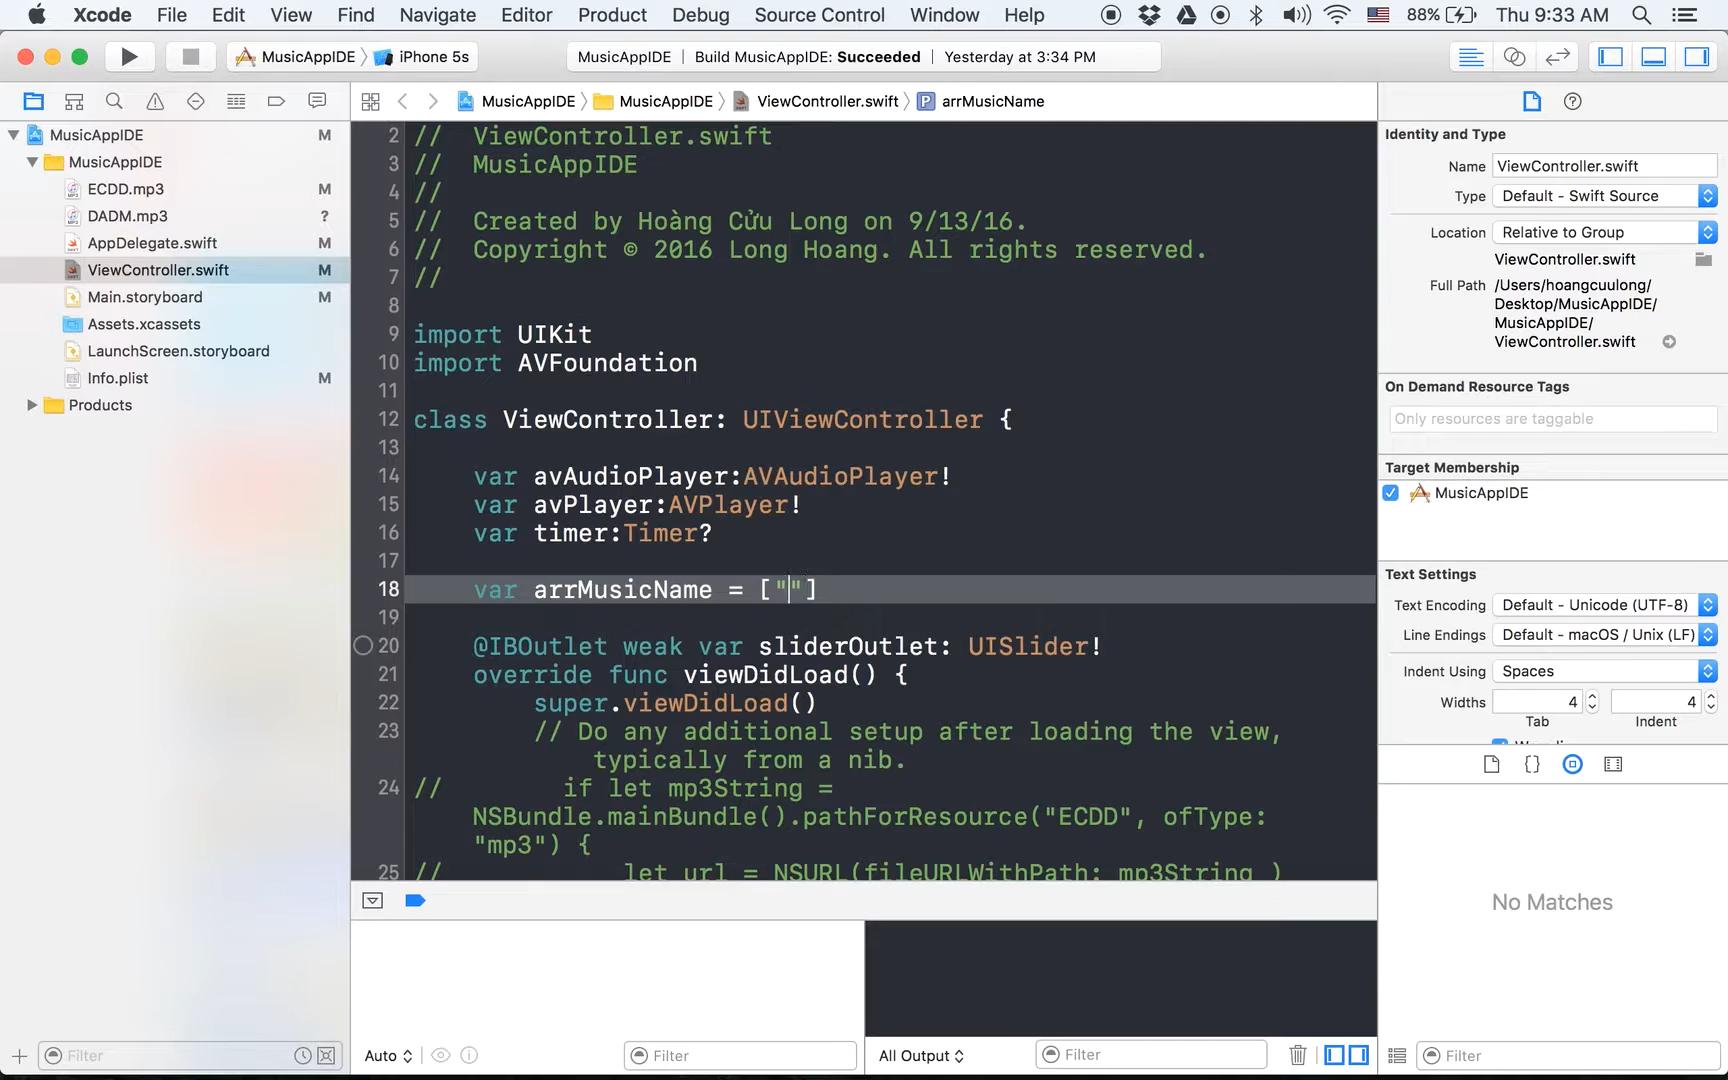 Xcode File Edit View Find Navigate Editor Product Debug Source Control Window Help 88% Thu 9:33 AM
MusicAppIDE iPhone 5s MusicAppIDE | Build MusicAppIDE: Succeeded | Yesterday at 3:34 PM
MusicAppIDE MusicAppIDE ViewController.swift P arrMusicName
MusicAppIDE M
MusicAppIDE
ECDD.mp3 M
DADM.mp3 ?
AppDelegate.swift M
ViewController.swift M
Main.storyboard M
Assets.xcassets
LaunchScreen.storyboard
Info.plist M
Products
Filter
2 // ViewController.swift
3 // MusicAppIDE
4 //
5 // Created by Hoàng Cửu Long on 9/13/16.
6 // Copyright © 2016 Long Hoang. All rights reserved.
7 //
8
9 import UIKit
10 import AVFoundation
11
12 class ViewController: UIViewController {
13
14 var avAudioPlayer:AVAudioPlayer!
15 var avPlayer:AVPlayer!
16 var timer:Timer?
17
18 var arrMusicName = [""]
19
20 @IBOutlet weak var sliderOutlet: UISlider!
21 override func viewDidLoad() {
22 super.viewDidLoad()
23 // Do any additional setup after loading the view,
typically from a nib.
24 // if let mp3String =
NSBundle.mainBundle().pathForResource("ECDD", ofType:
"mp3") {
25 // let url = NSURL(fileURLWithPath: mp3String )
Auto Filter
All Output Filter
Identity and Type
Name ViewController.swift
Type Default - Swift Source
Location Relative to Group
ViewController.swift
Full Path /Users/hoangcuulong/
Desktop/MusicAppIDE/
MusicAppIDE/
ViewController.swift
On Demand Resource Tags
Only resources are taggable
Target Membership
MusicAppIDE
Text Settings
Text Encoding Default - Unicode (UTF-8)
Line Endings Default - macOS / Unix (LF)
Indent Using Spaces
Widths 4 4
Tab Indent
No Matches
Filter